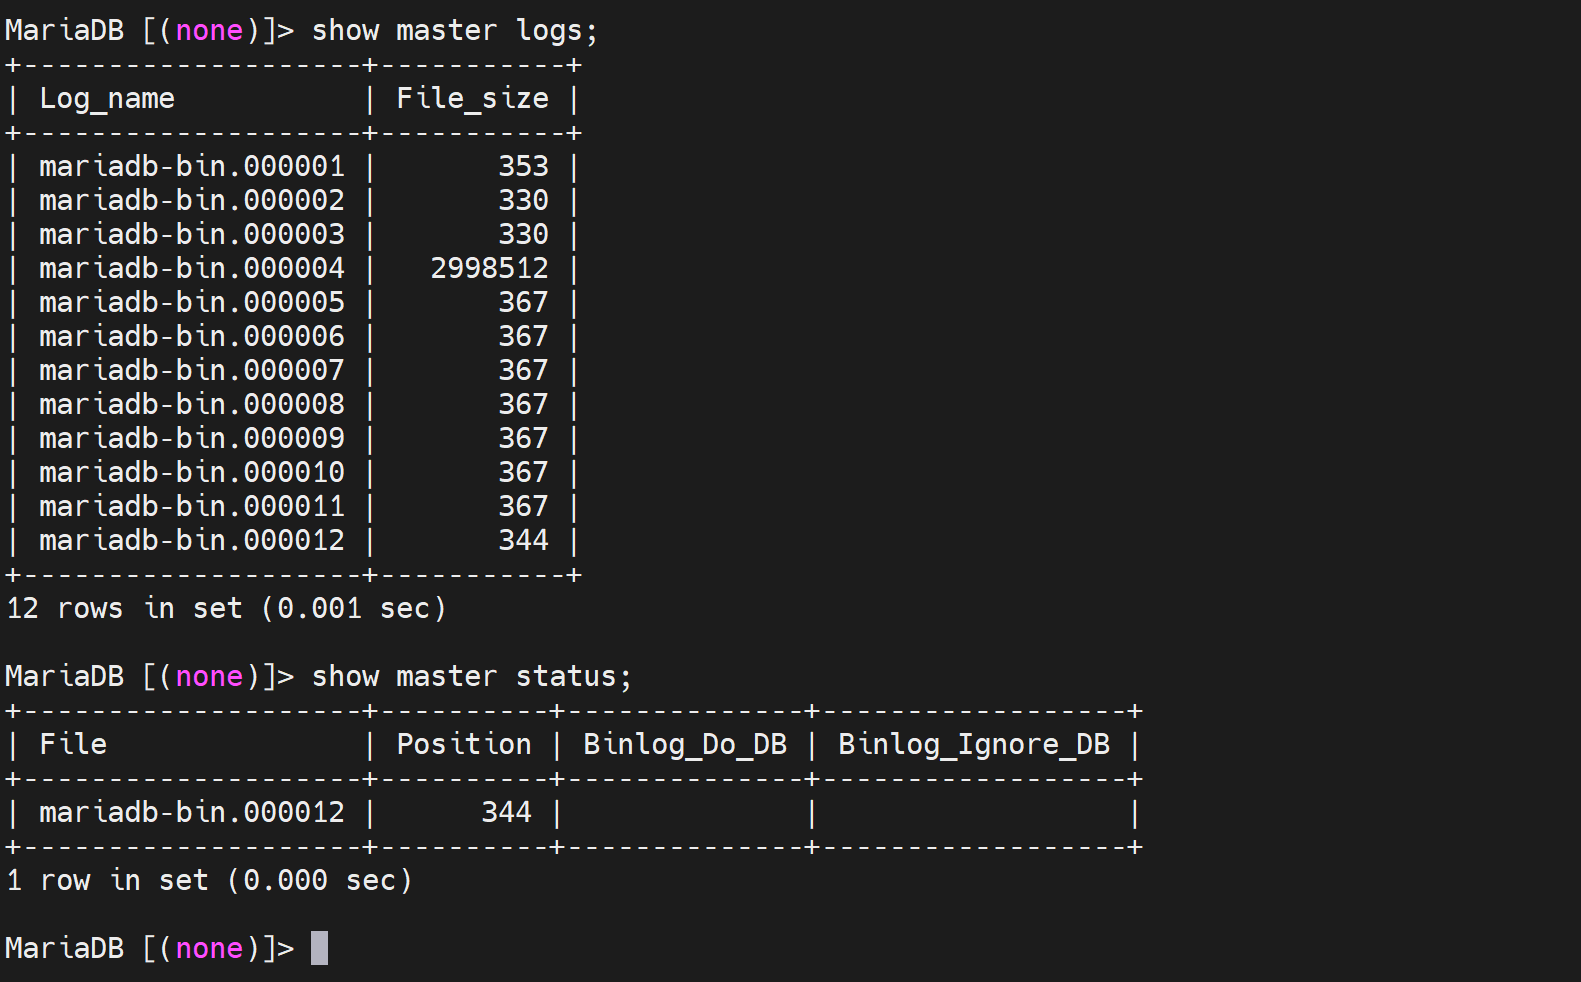 MariaDB [(none)]> show master logs;
+--------------------+-----------+
| Log_name           | File_size |
+--------------------+-----------+
| mariadb-bin.000001 |       353 |
| mariadb-bin.000002 |       330 |
| mariadb-bin.000003 |       330 |
| mariadb-bin.000004 |   2998512 |
| mariadb-bin.000005 |       367 |
| mariadb-bin.000006 |       367 |
| mariadb-bin.000007 |       367 |
| mariadb-bin.000008 |       367 |
| mariadb-bin.000009 |       367 |
| mariadb-bin.000010 |       367 |
| mariadb-bin.000011 |       367 |
| mariadb-bin.000012 |       344 |
+--------------------+-----------+
12 rows in set (0.001 sec)

MariaDB [(none)]> show master status;
+--------------------+----------+--------------+------------------+
| File               | Position | Binlog_Do_DB | Binlog_Ignore_DB |
+--------------------+----------+--------------+------------------+
| mariadb-bin.000012 |      344 |              |                  |
+--------------------+----------+--------------+------------------+
1 row in set (0.000 sec)

MariaDB [(none)]>